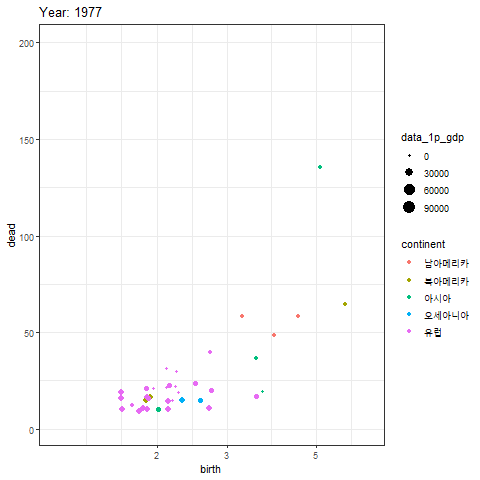 Year: 1977
200
150
100
50
0
dead
2
3
5
birth
data_1p_gdp
0
30000
60000
90000
continent
남아메리카
북아메리카
아시아
오세아니아
유럽